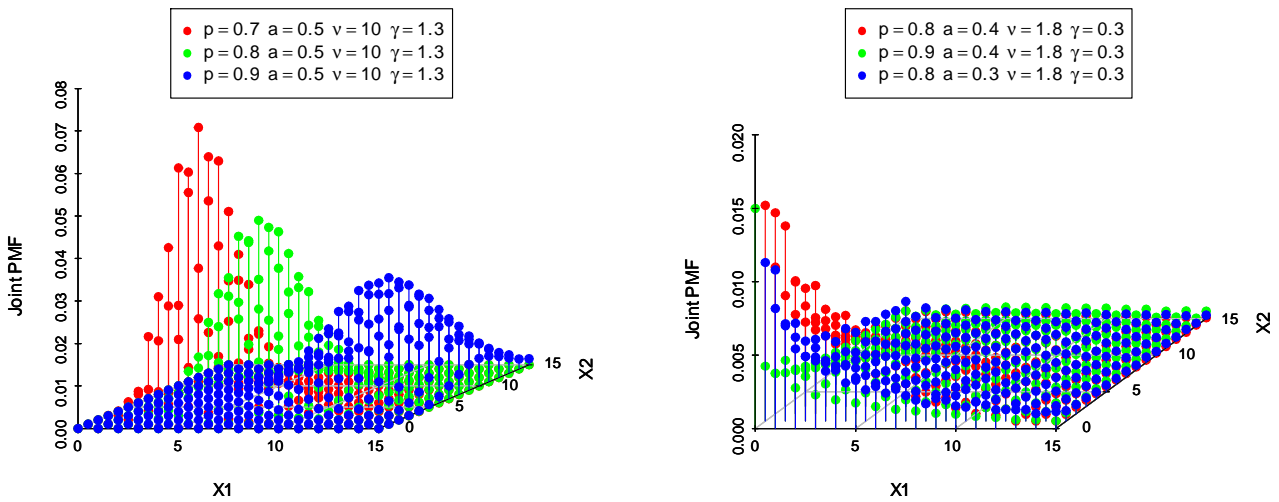 p = 0.7 a = 0.5 ν = 10 γ = 1.3
p = 0.8 a = 0.5 ν = 10 γ = 1.3
p = 0.9 a = 0.5 ν = 10 γ = 1.3
0.08
0.07
0.06
0.05
0.04
0.03
0.02
0.01
0.00
Joint PMF
0
5
10
15
X1
0
5
10
15
X2
p = 0.8 a = 0.4 ν = 1.8 γ = 0.3
p = 0.9 a = 0.4 ν = 1.8 γ = 0.3
p = 0.8 a = 0.3 ν = 1.8 γ = 0.3
0.020
0.015
0.010
0.005
0.000
Joint PMF
0
5
10
15
X1
0
5
10
15
X2